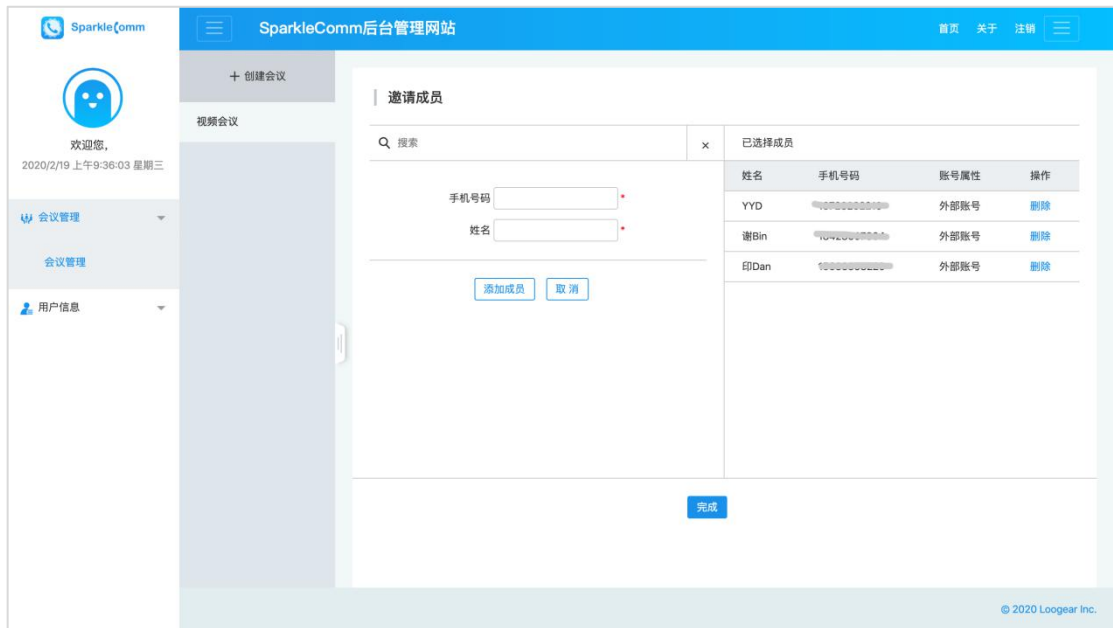 SparkleComm
SparkleComm后台管理网站
首页 关于 注销
欢迎您,
2020/2/19 上午9:36:03 星期三
会议管理
会议管理
用户信息
+ 创建会议
视频会议
邀请成员
搜索
×
手机号码 *
姓名 *
添加成员 取 消
已选择成员
姓名 手机号码 账号属性 操作
YYD 外部账号 删除
谢Bin 外部账号 删除
印Dan 外部账号 删除
完成
© 2020 Loogear Inc.